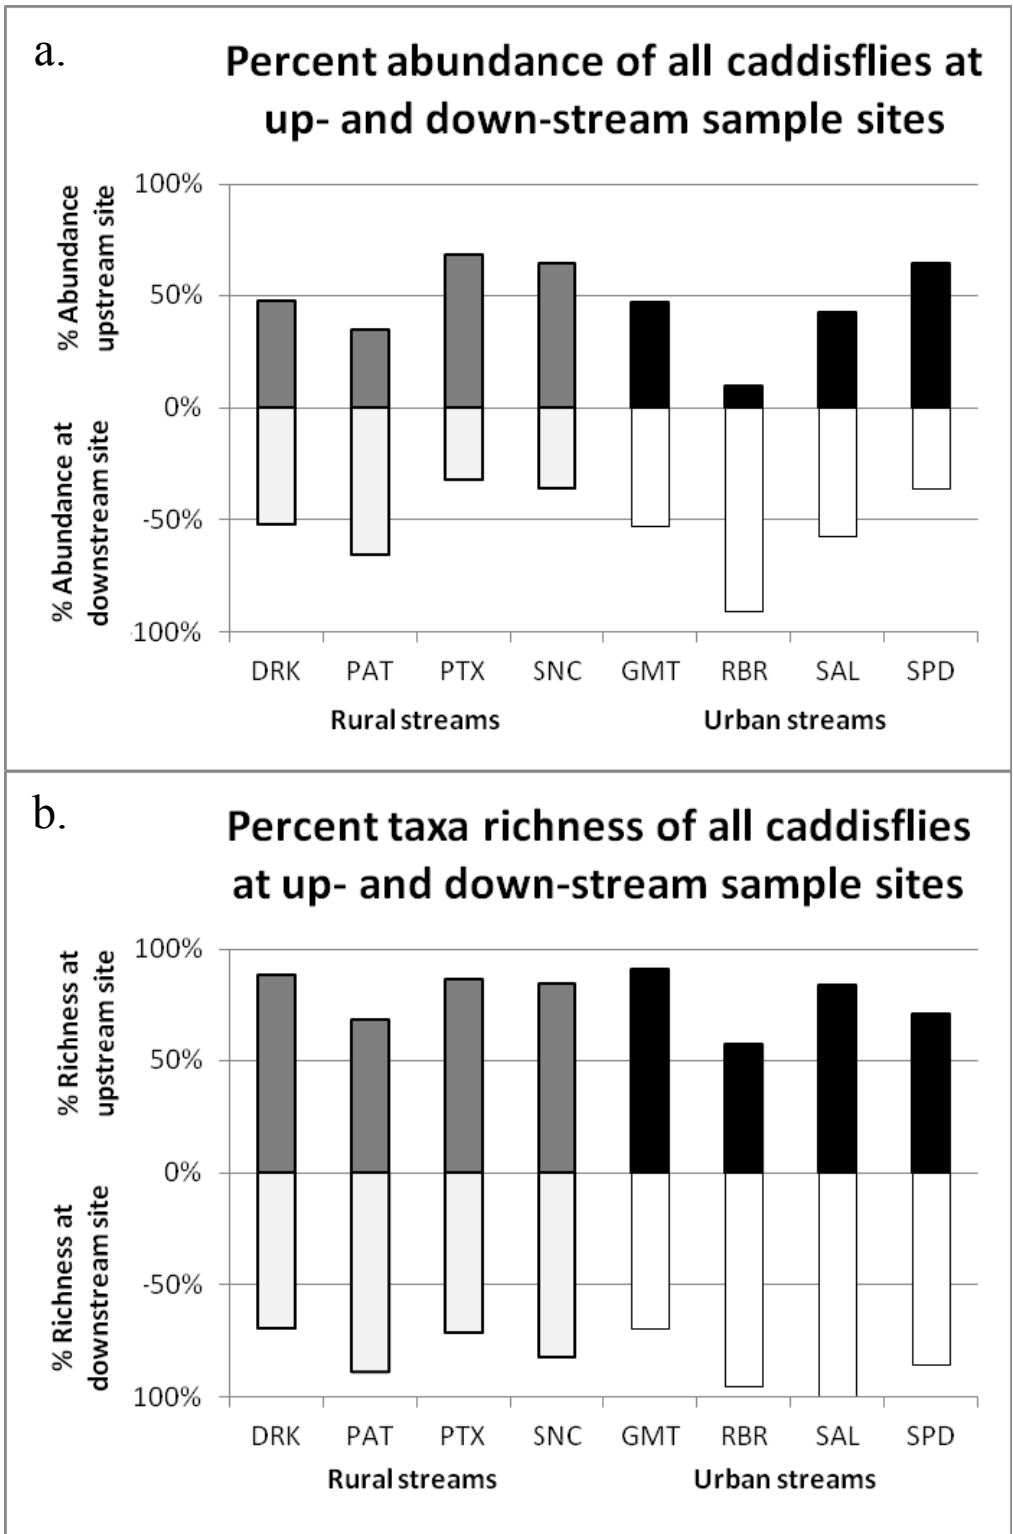 a.
Percent abundance of all caddisflies at
up- and down-stream sample sites
% Abundance
upstream site
% Abundance at
downstream site
100%
50%
0%
-50%
100%
DRK PAT PTX SNC GMT RBR SAL SPD
Rural streams Urban streams
b.
Percent taxa richness of all caddisflies
at up- and down-stream sample sites
% Richness at
upstream site
% Richness at
downstream site
100%
50%
0%
-50%
100%
DRK PAT PTX SNC GMT RBR SAL SPD
Rural streams Urban streams